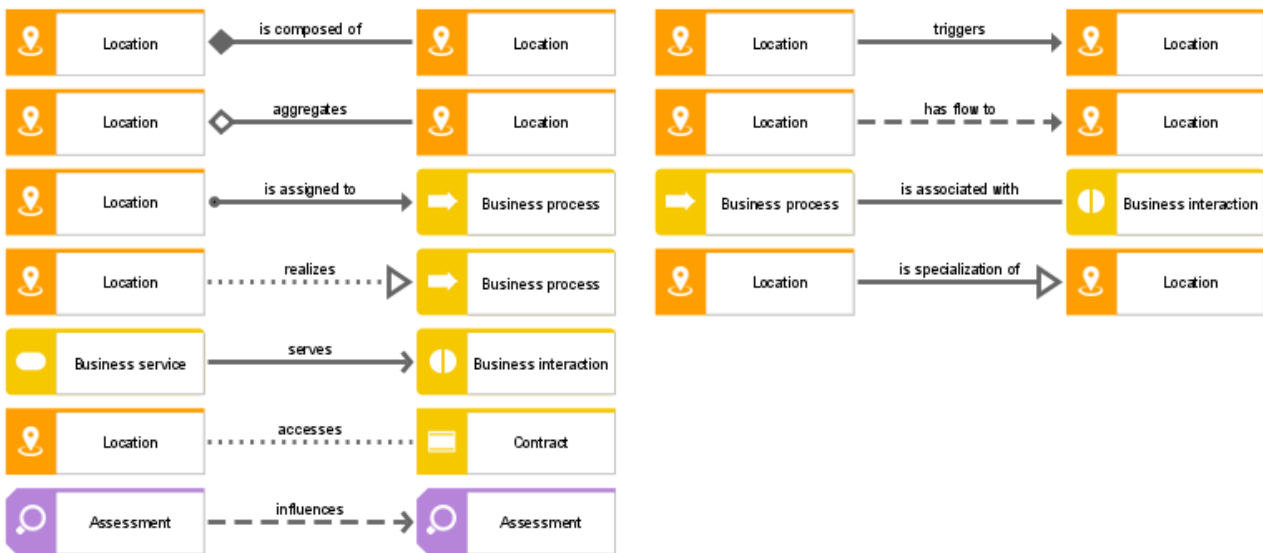 Location is composed of Location
Location aggregates Location
Location is assigned to Business process
Location realizes Business process
Business service serves Business interaction
Location accesses Contract
Assessment influences Assessment
Location triggers Location
Location has flow to Location
Business process is associated with Business interaction
Location is specialization of Location